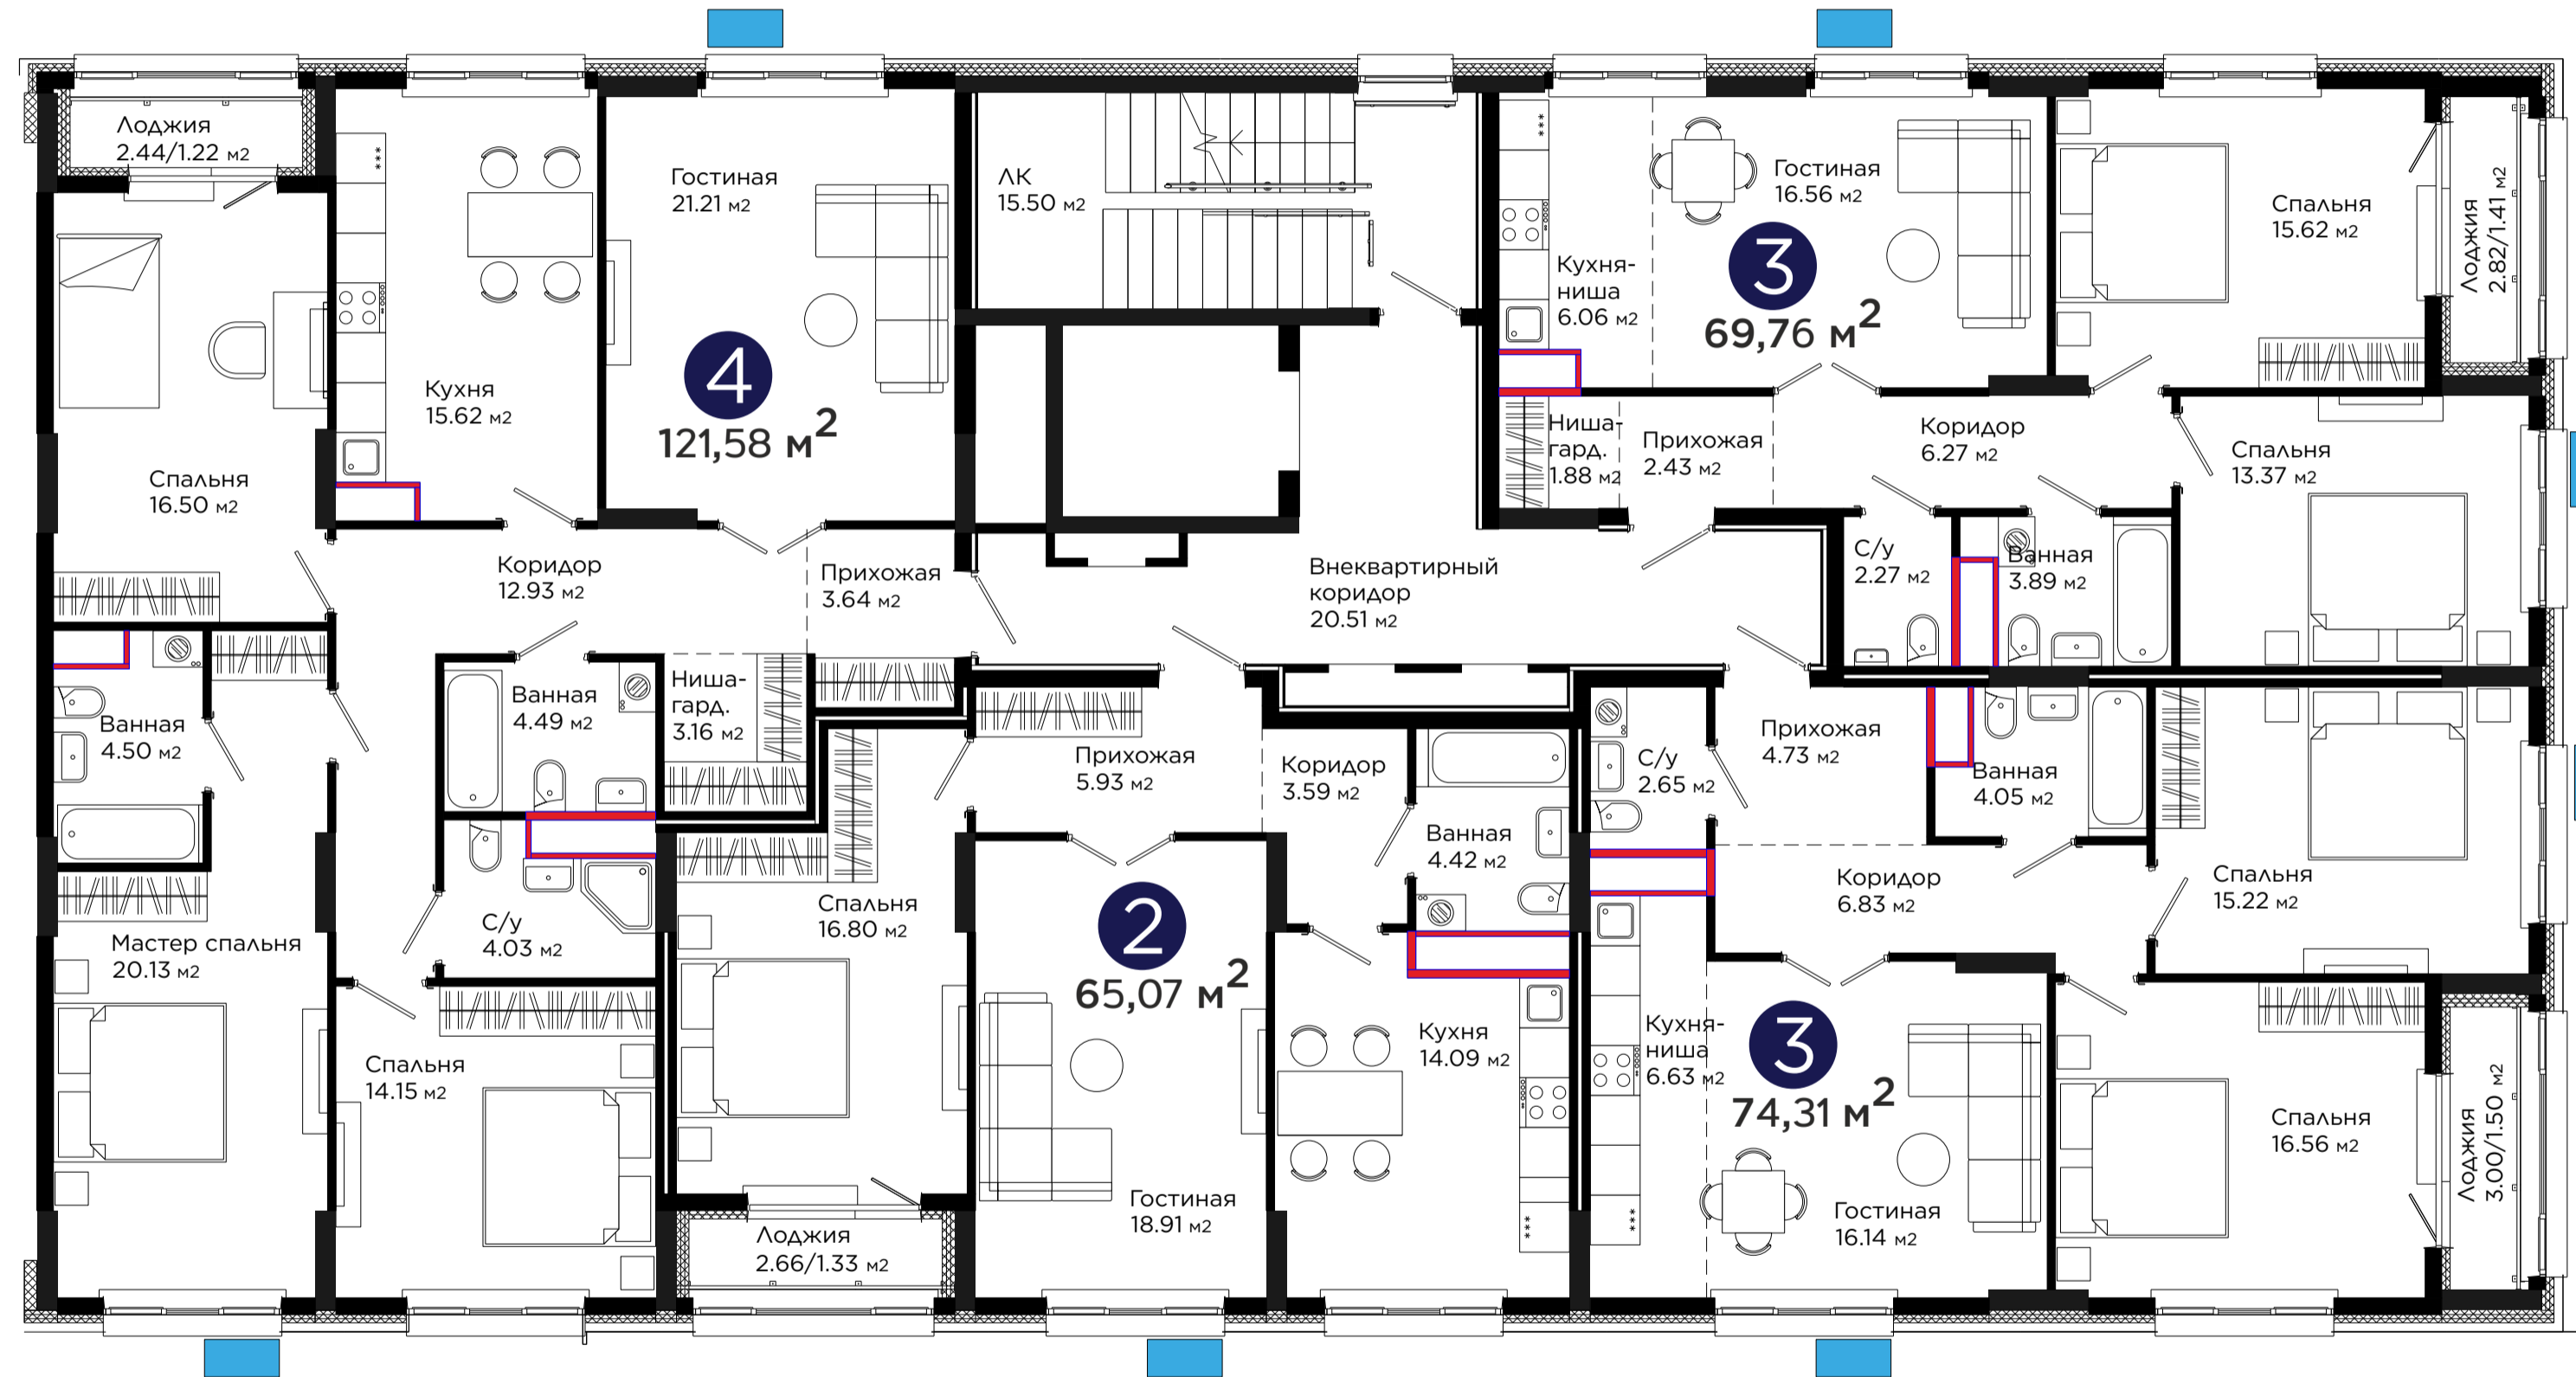 Лоджия
2.44/1.22 м2
Спальня
16.50 м2
Кухня
15.62 м2
Гостиная
21.21 м2
4
121,58 м2
Коридор
12.93 м2
Прихожая
3.64 м2
Ванная
4.50 м2
Ванная
4.49 м2
Ниша-
гард.
3.16 м2
С/у
4.03 м2
Мастер спальня
20.13 м2
Спальня
14.15 м2
ЛК
15.50 м2
Внеквартирный
коридор
20.51 м2
Кухня-
ниша
6.06 м2
Гостиная
16.56 м2
3
69,76 м2
Спальня
15.62 м2
Лоджия
2.82/1.41 м2
Ниша-
гард.
1.88 м2
Прихожая
2.43 м2
Коридор
6.27 м2
Спальня
13.37 м2
С/у
2.27 м2
Ванная
3.89 м2
Прихожая
5.93 м2
Коридор
3.59 м2
Ванная
4.42 м2
Спальня
16.80 м2
2
65,07 м2
Кухня
14.09 м2
Гостиная
18.91 м2
Лоджия
2.66/1.33 м2
С/у
2.65 м2
Прихожая
4.73 м2
Ванная
4.05 м2
Коридор
6.83 м2
Спальня
15.22 м2
Кухня-
ниша
6.63 м2
3
74,31 м2
Гостиная
16.14 м2
Спальня
16.56 м2
Лоджия
3.00/1.50 м2